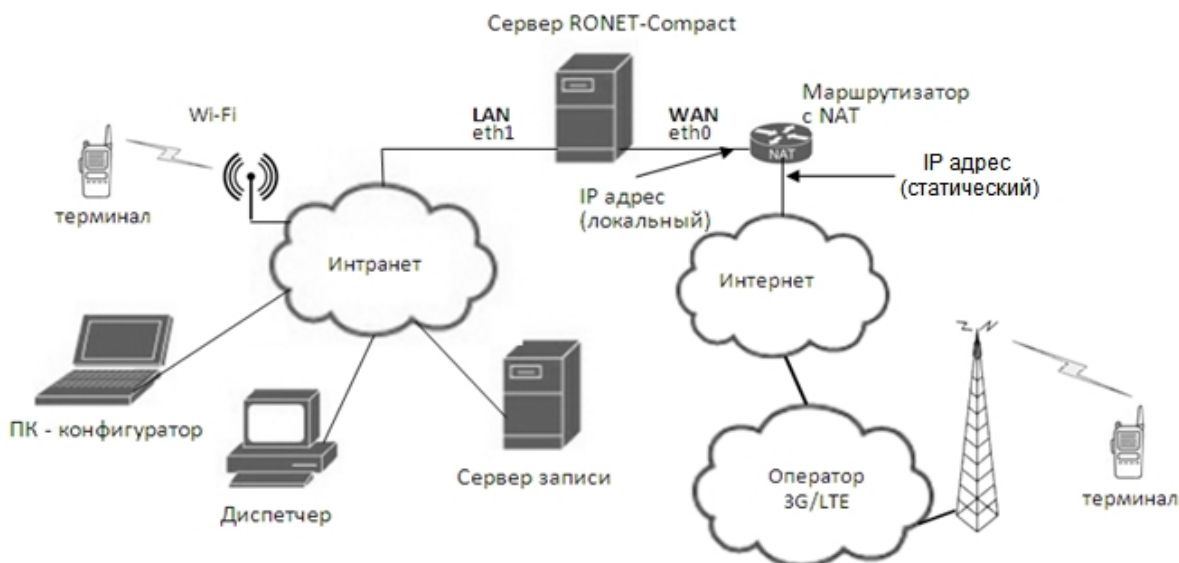 Сервер RONET-Compact
Wi-Fi
LAN
eth1
WAN
eth0
Маршрутизатор
с NAT
NAT
IP адрес
(статический)
IP адрес
(локальный)
терминал
Интранет
Интернет
ПК - конфигуратор
Диспетчер
Сервер записи
Оператор
3G/LTE
терминал